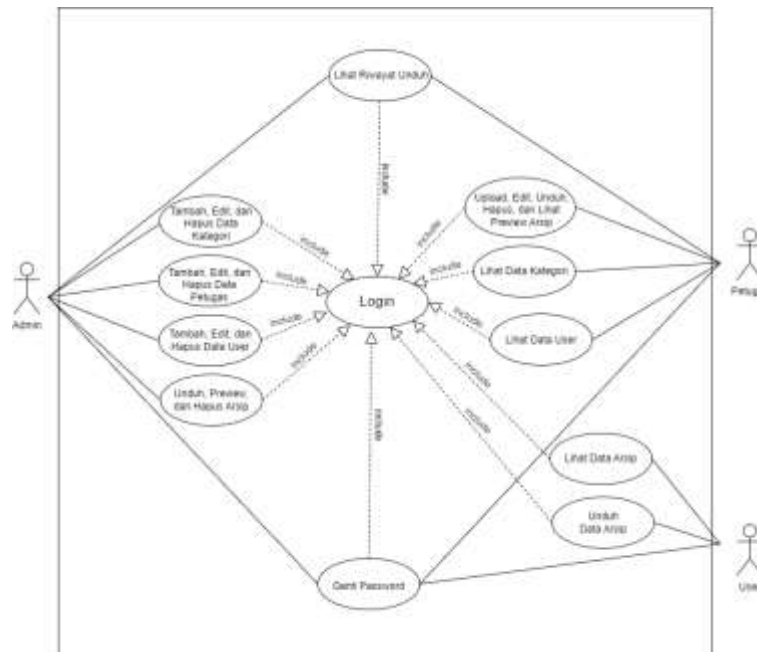 Lihat Riwayat Unduh
include
Tambah, Edit, dan
Hapus Data
Kategori
include
Upload, Edit, Unduh,
Hapus, dan Lihat
Preview Arsip
include
Tambah, Edit, dan
Hapus Data
Petugas
include
Lihat Data Kategori
include
Admin
Login
Petug
Tambah, Edit, dan
Hapus Data User
include
Lihat Data User
include
Unduh, Preview,
dan Hapus Arsip
include
include
include
include
Lihat Data Arsip
Unduh
Data Arsip
Ganti Password
User